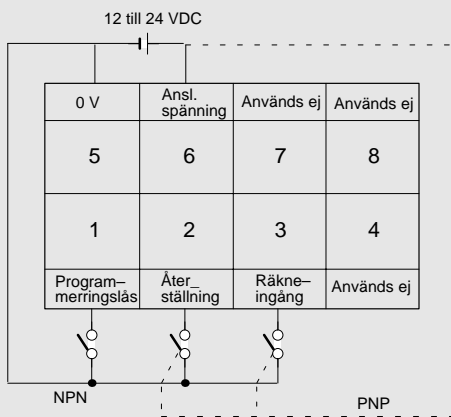 12 till 24 VDC
0 V
Ansl.
spänning
Används ej
Används ej
5
6
7
8
1
2
3
4
Program–
merringslås
Åter_
ställning
Räkne–
ingång
Används ej
NPN
PNP